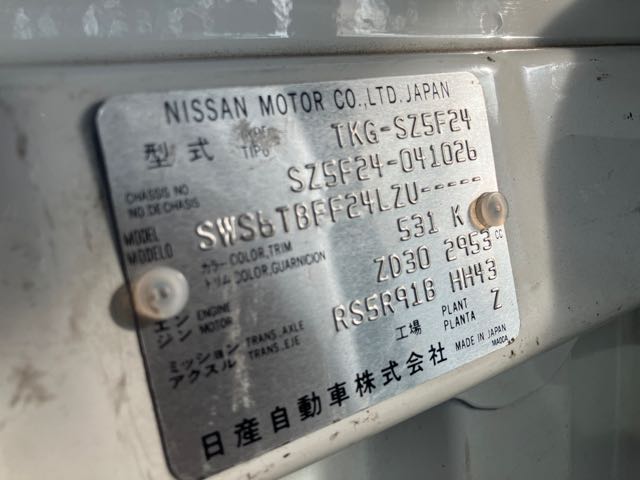 NISSAN MOTOR CO.,LTD.JAPAN
型式 TYPE TIPO TKG-SZ5F24
CHASSIS NO NO.DE CHASIS SZ5F24-041026
MODEL MODELO SWS6TBFF24LZU-----
カラー トリム COLOR,TRIM COLOR,GUARNICION 531 K
エンジン ENGINE MOTOR ZD30 2953 CC
ミッション アクスル TRANS.AXLE TRANS.EJE RS5R91B HH43
工場 PLANT PLANTA Z
日産自動車株式会社 MADE IN JAPAN